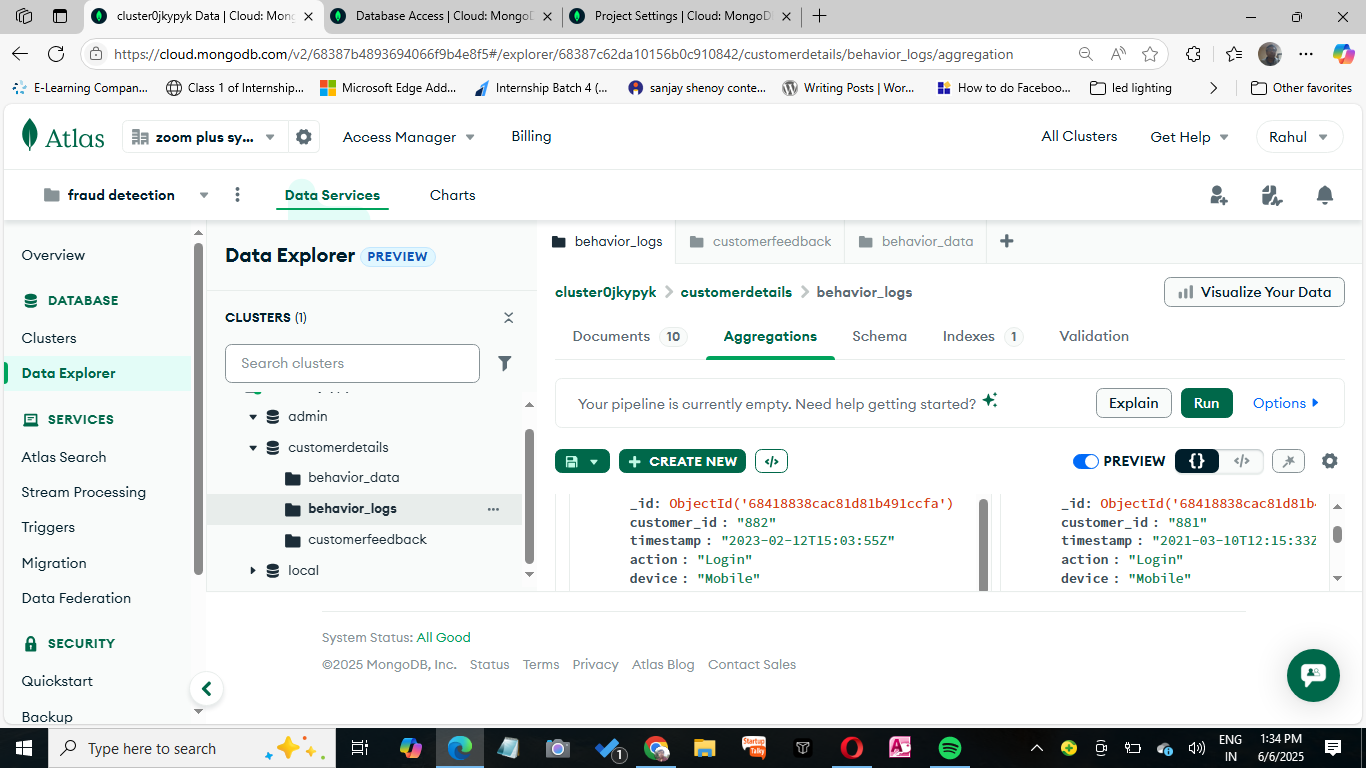 cluster0jkypyk Data | Cloud: Mong
Database Access | Cloud: MongoD
Project Settings | Cloud: MongoD
https://cloud.mongodb.com/v2/68387b4893694066f9b4e8f5#/explorer/68387c62da10156b0c910842/customerdetails/behavior_logs/aggregation
E-Learning Compan...
Class 1 of Internship...
Microsoft Edge Add...
Internship Batch 4 (...
sanjay shenoy conte...
Writing Posts | Wor...
How to do Faceboo...
led lighting
Other favorites
Atlas
zoom plus sy...
Access Manager
Billing
All Clusters
Get Help
Rahul
fraud detection
Data Services
Charts
Overview
DATABASE
Clusters
Data Explorer
SERVICES
Atlas Search
Stream Processing
Triggers
Migration
Data Federation
SECURITY
Quickstart
Backup
Data Explorer PREVIEW
CLUSTERS (1)
Search clusters
admin
customerdetails
behavior_data
behavior_logs
customerfeedback
local
behavior_logs
customerfeedback
behavior_data
cluster0jkypyk > customerdetails > behavior_logs
Visualize Your Data
Documents 10
Aggregations
Schema
Indexes 1
Validation
Your pipeline is currently empty. Need help getting started?
Explain
Run
Options
+ CREATE NEW
</>
PREVIEW
{}
</>
_id: ObjectId('68418838cac81d81b491ccfa')
customer_id : "882"
timestamp : "2023-02-12T15:03:55Z"
action : "Login"
device : "Mobile"
_id: ObjectId('68418838cac81d81b4
customer_id : "881"
timestamp : "2021-03-10T12:15:33Z
action : "Login"
device : "Mobile"
System Status: All Good
©2025 MongoDB, Inc. Status Terms Privacy Atlas Blog Contact Sales
Type here to search
1
Startup Talky
ENG
IN
1:34 PM
6/6/2025